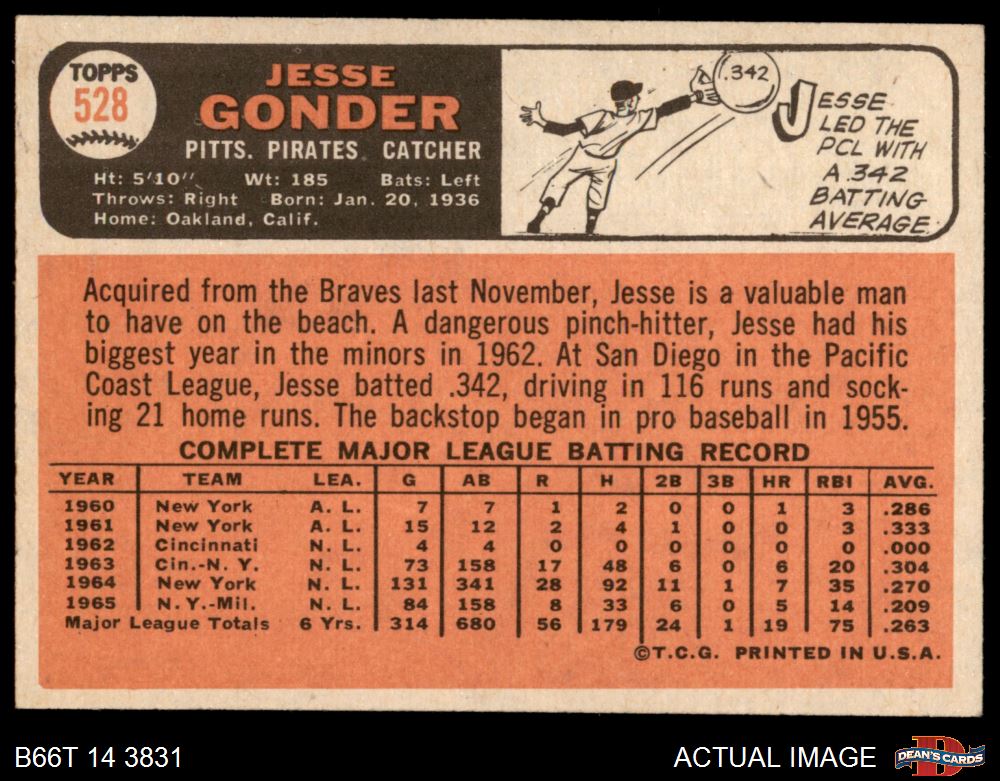 TOPPS
528
JESSE
GONDER
PITTS. PIRATES CATCHER
Ht: 5'10" Wt: 185 Bats: Left
Throws: Right Born: Jan. 20, 1936
Home: Oakland, Calif.
.342
JESSE
LED THE
PCL WITH
A .342
BATTING
AVERAGE
Acquired from the Braves last November, Jesse is a valuable man
to have on the beach. A dangerous pinch-hitter, Jesse had his
biggest year in the minors in 1962. At San Diego in the Pacific
Coast League, Jesse batted .342, driving in 116 runs and sock-
ing 21 home runs. The backstop began in pro baseball in 1955.
COMPLETE MAJOR LEAGUE BATTING RECORD
YEAR TEAM LEA. G AB R H 2B 3B HR RBI AVG.
1960 New York A. L. 7 7 1 2 0 0 1 3 .286
1961 New York A. L. 15 12 2 4 1 0 0 3 .333
1962 Cincinnati N. L. 4 4 0 0 0 0 0 0 .000
1963 Cin.-N. Y. N. L. 73 158 17 48 6 0 6 20 .304
1964 New York N. L. 131 341 28 92 11 1 7 35 .270
1965 N. Y.-Mil. N. L. 84 158 8 33 6 0 5 14 .209
Major League Totals 6 Yrs. 314 680 56 179 24 1 19 75 .263
©T.C.G. PRINTED IN U.S.A.
B66T 14 3831
ACTUAL IMAGE
D
DEAN'S CARDS